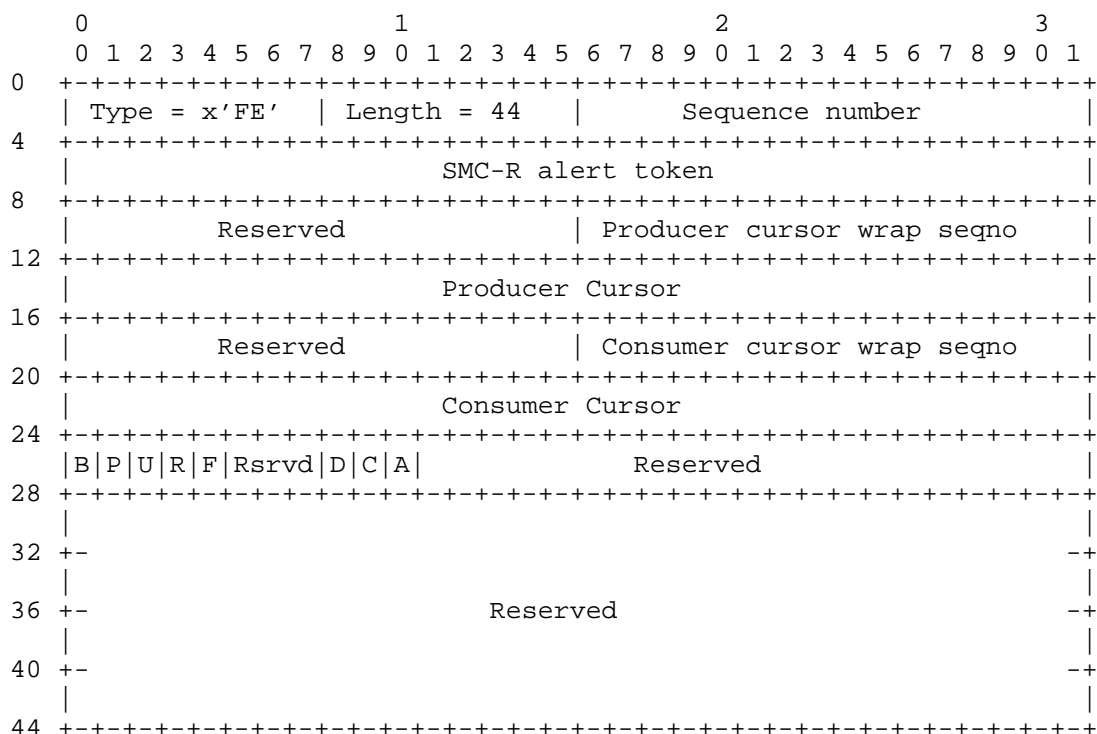 0                   1                   2                   3
    0 1 2 3 4 5 6 7 8 9 0 1 2 3 4 5 6 7 8 9 0 1 2 3 4 5 6 7 8 9 0 1
0  +-+-+-+-+-+-+-+-+-+-+-+-+-+-+-+-+-+-+-+-+-+-+-+-+-+-+-+-+-+-+-+-+
   | Type = x’FE’  | Length = 44   |      Sequence number          |
4  +-+-+-+-+-+-+-+-+-+-+-+-+-+-+-+-+-+-+-+-+-+-+-+-+-+-+-+-+-+-+-+-+
   |                       SMC-R alert token                       |
8  +-+-+-+-+-+-+-+-+-+-+-+-+-+-+-+-+-+-+-+-+-+-+-+-+-+-+-+-+-+-+-+-+
   |         Reserved              | Producer cursor wrap seqno    |
12 +-+-+-+-+-+-+-+-+-+-+-+-+-+-+-+-+-+-+-+-+-+-+-+-+-+-+-+-+-+-+-+-+
   |                       Producer Cursor                         |
16 +-+-+-+-+-+-+-+-+-+-+-+-+-+-+-+-+-+-+-+-+-+-+-+-+-+-+-+-+-+-+-+-+
   |         Reserved              | Consumer cursor wrap seqno    |
20 +-+-+-+-+-+-+-+-+-+-+-+-+-+-+-+-+-+-+-+-+-+-+-+-+-+-+-+-+-+-+-+-+
   |                       Consumer Cursor                         |
24 +-+-+-+-+-+-+-+-+-+-+-+-+-+-+-+-+-+-+-+-+-+-+-+-+-+-+-+-+-+-+-+-+
   |B|P|U|R|F|Rsrvd|D|C|A|             Reserved                    |
28 +-+-+-+-+-+-+-+-+-+-+-+-+-+-+-+-+-+-+-+-+-+-+-+-+-+-+-+-+-+-+-+-+
   |                                                               |
32 +-                                                             -+
   |                                                               |
36 +-                         Reserved                            -+
   |                                                               |
40 +-                                                             -+
   |                                                               |
44 +-+-+-+-+-+-+-+-+-+-+-+-+-+-+-+-+-+-+-+-+-+-+-+-+-+-+-+-+-+-+-+-+